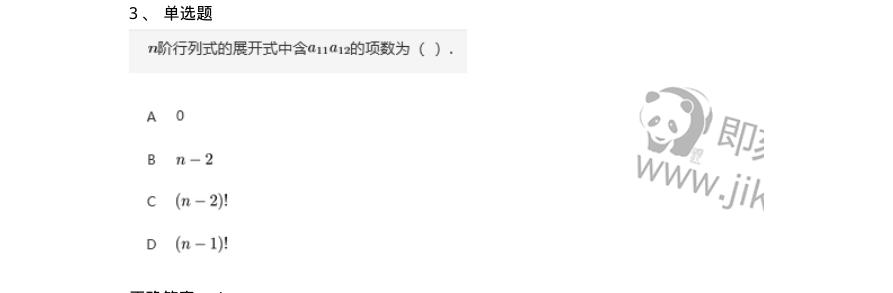 3 、 单选题
n阶行列式的展开式中含a₁₁a₁₂的项数为（ ）.
A 0
B n − 2
C (n − 2)!
D (n − 1)!
www.jik